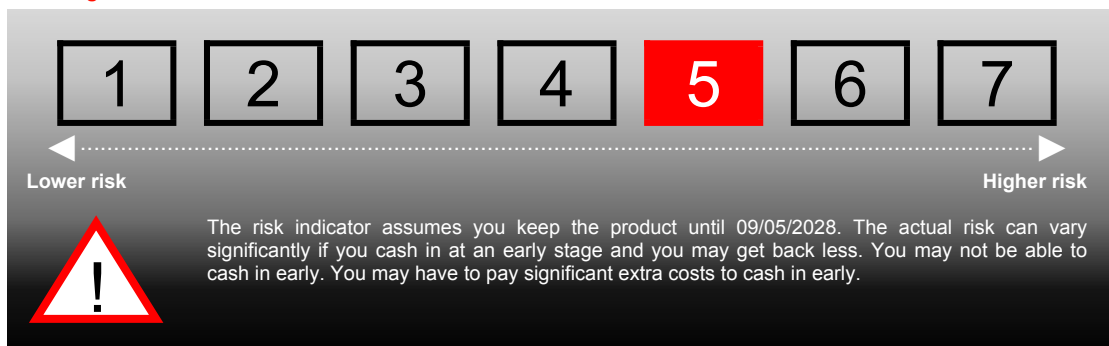 1 2 3 4 5 6 7
Lower risk Higher risk
The risk indicator assumes you keep the product until 09/05/2028. The actual risk can vary
significantly if you cash in at an early stage and you may get back less. You may not be able to
cash in early. You may have to pay significant extra costs to cash in early.
!